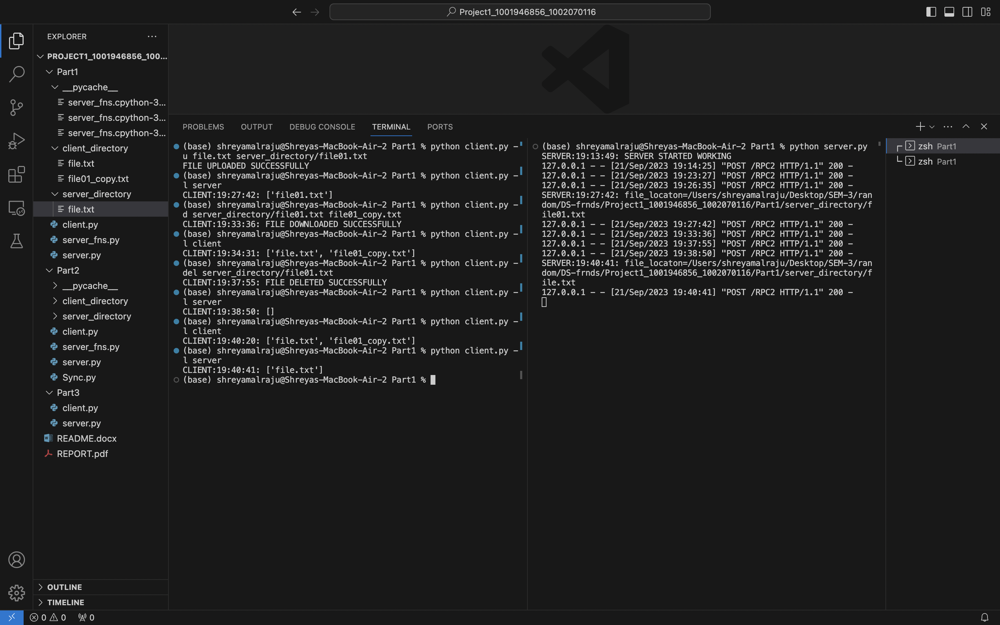 Project1_1001946856_1002070116
EXPLORER
PROJECT1_1001946856_100...
Part1
__pycache__
server_fns.cpython-3...
server_fns.cpython-3...
server_fns.cpython-3...
client_directory
file.txt
file01_copy.txt
server_directory
file.txt
client.py
server_fns.py
server.py
Part2
__pycache__
client_directory
server_directory
client.py
server_fns.py
server.py
Sync.py
Part3
client.py
server.py
README.docx
REPORT.pdf
OUTLINE
TIMELINE
PROBLEMS OUTPUT DEBUG CONSOLE TERMINAL PORTS
(base) shreyamalraju@Shreyas-MacBook-Air-2 Part1 % python client.py -
u file.txt server_directory/file01.txt
FILE UPLOADED SUCCESSFULLY
(base) shreyamalraju@Shreyas-MacBook-Air-2 Part1 % python client.py -
l server
CLIENT:19:27:42: ['file01.txt']
(base) shreyamalraju@Shreyas-MacBook-Air-2 Part1 % python client.py -
d server_directory/file01.txt file01_copy.txt
CLIENT:19:33:36: FILE DOWNLOADED SUCCESSFULLY
(base) shreyamalraju@Shreyas-MacBook-Air-2 Part1 % python client.py -
l client
CLIENT:19:34:31: ['file.txt', 'file01_copy.txt']
(base) shreyamalraju@Shreyas-MacBook-Air-2 Part1 % python client.py -
del server_directory/file01.txt
CLIENT:19:37:55: FILE DELETED SUCCESSFULLY
(base) shreyamalraju@Shreyas-MacBook-Air-2 Part1 % python client.py -
l server
CLIENT:19:38:50: []
(base) shreyamalraju@Shreyas-MacBook-Air-2 Part1 % python client.py -
l client
CLIENT:19:40:20: ['file.txt', 'file01_copy.txt']
(base) shreyamalraju@Shreyas-MacBook-Air-2 Part1 % python client.py -
l server
CLIENT:19:40:41: ['file.txt']
(base) shreyamalraju@Shreyas-MacBook-Air-2 Part1 %
(base) shreyamalraju@Shreyas-MacBook-Air-2 Part1 % python server.py
SERVER:19:13:49: SERVER STARTED WORKING
127.0.0.1 - - [21/Sep/2023 19:14:25] "POST /RPC2 HTTP/1.1" 200 -
127.0.0.1 - - [21/Sep/2023 19:23:27] "POST /RPC2 HTTP/1.1" 200 -
127.0.0.1 - - [21/Sep/2023 19:26:35] "POST /RPC2 HTTP/1.1" 200 -
SERVER:19:27:42: file_locaton=/Users/shreyamalraju/Desktop/SEM-3/ran
dom/DS-frnds/Project1_1001946856_1002070116/Part1/server_directory/f
ile01.txt
127.0.0.1 - - [21/Sep/2023 19:27:42] "POST /RPC2 HTTP/1.1" 200 -
127.0.0.1 - - [21/Sep/2023 19:33:36] "POST /RPC2 HTTP/1.1" 200 -
127.0.0.1 - - [21/Sep/2023 19:37:55] "POST /RPC2 HTTP/1.1" 200 -
127.0.0.1 - - [21/Sep/2023 19:38:50] "POST /RPC2 HTTP/1.1" 200 -
SERVER:19:40:41: file_locaton=/Users/shreyamalraju/Desktop/SEM-3/ran
dom/DS-frnds/Project1_1001946856_1002070116/Part1/server_directory/f
ile.txt
127.0.0.1 - - [21/Sep/2023 19:40:41] "POST /RPC2 HTTP/1.1" 200 -
zsh Part1
zsh Part1
0 0 0